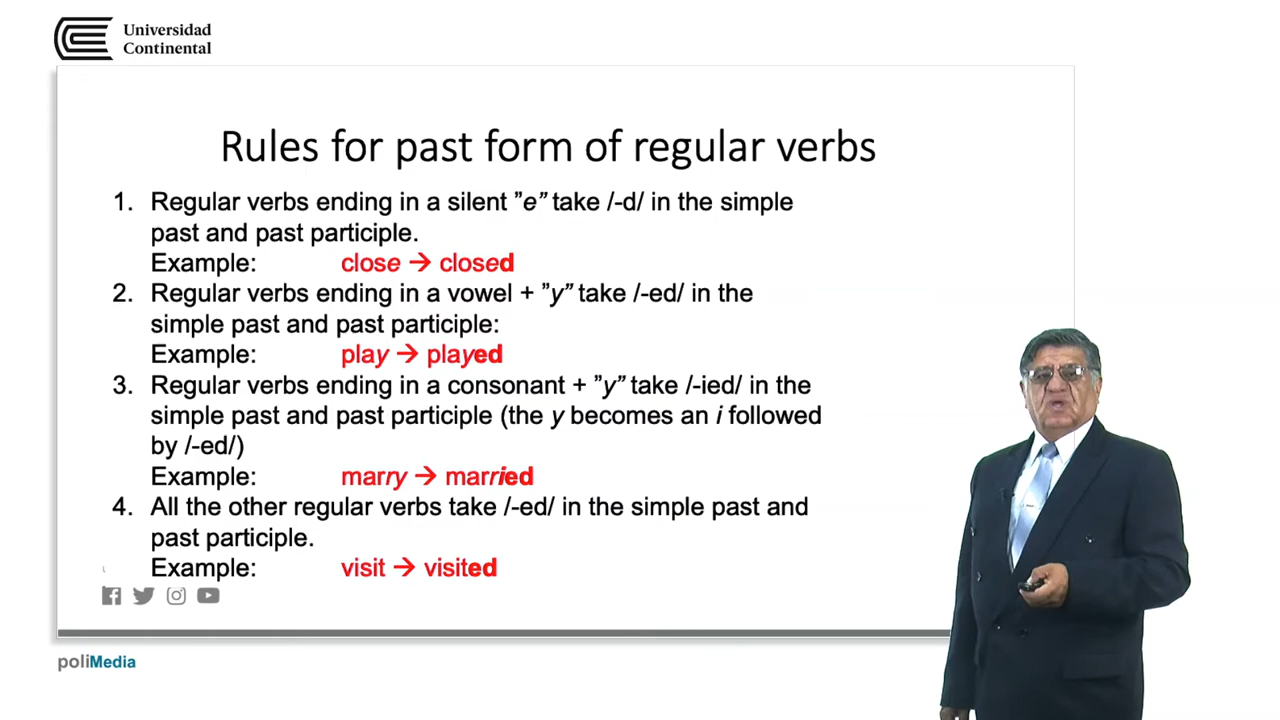 Universidad
Continental
Rules for past form of regular verbs
1. Regular verbs ending in a silent ”e” take /-d/ in the simple
past and past participle.
Example: close → closed
2. Regular verbs ending in a vowel + ”y” take /-ed/ in the
simple past and past participle:
Example: play → played
3. Regular verbs ending in a consonant + ”y” take /-ied/ in the
simple past and past participle (the y becomes an i followed
by /-ed/)
Example: marry → married
4. All the other regular verbs take /-ed/ in the simple past and
past participle.
Example: visit → visited
poliMedia